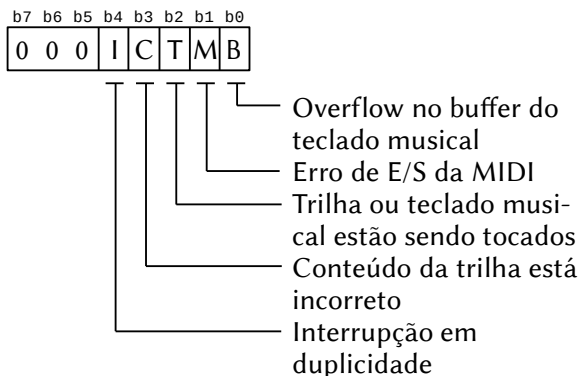 b7 b6 b5 b4 b3 b2 b1 b0
0 0 0 I C T M B
Overflow no buffer do
teclado musical
Erro de E/S da MIDI
Trilha ou teclado musi-
cal estão sendo tocados
Conteúdo da trilha está
incorreto
Interrupção em
duplicidade